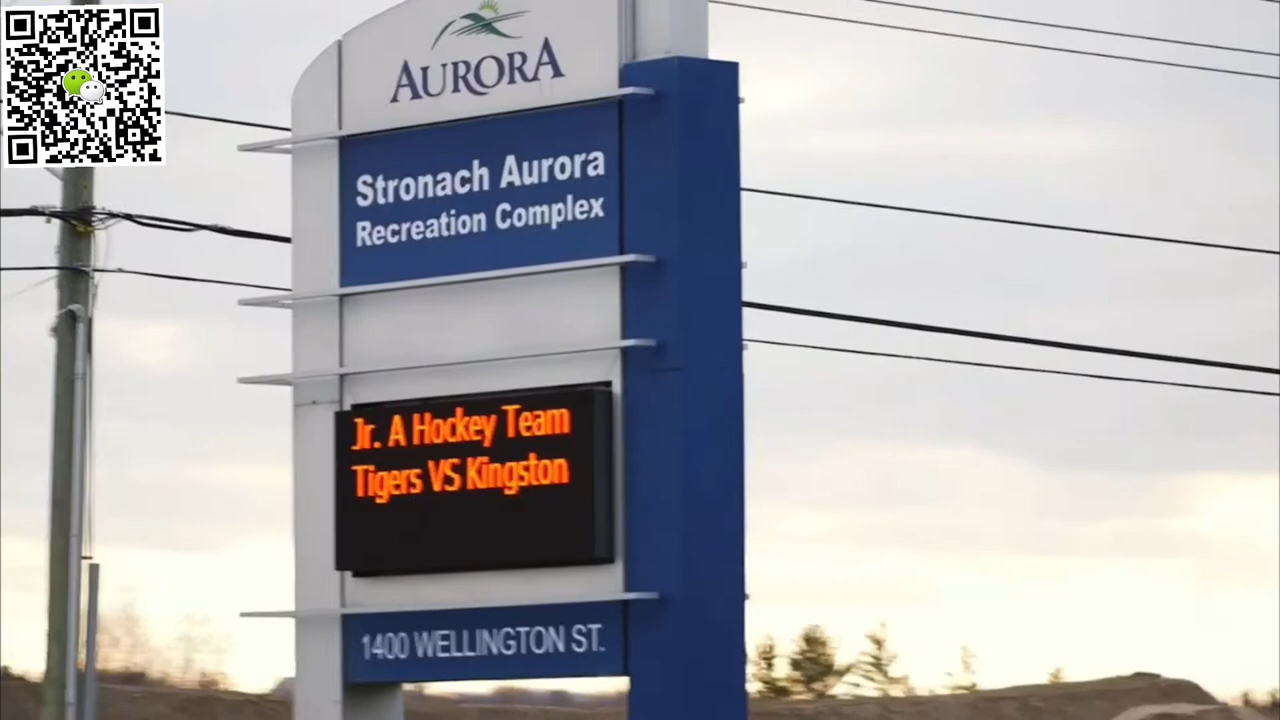 AURORA
Stronach Aurora
Recreation Complex
Jr. A Hockey Team
Tigers VS Kingston
1400 WELLINGTON ST.